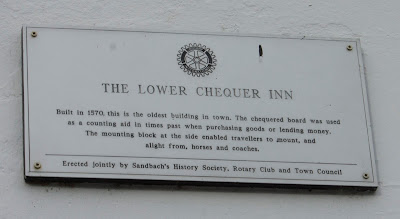 THE LOWER CHEQUER INN
Built in 1570, this is the oldest building in town. The chequered board was used
as a counting aid in times past when purchasing goods or lending money.
The mounting block at the side enabled travellers to mount, and
alight from, horses and coaches.
Erected jointly by Sandbach's History Society, Rotary Club and Town Council